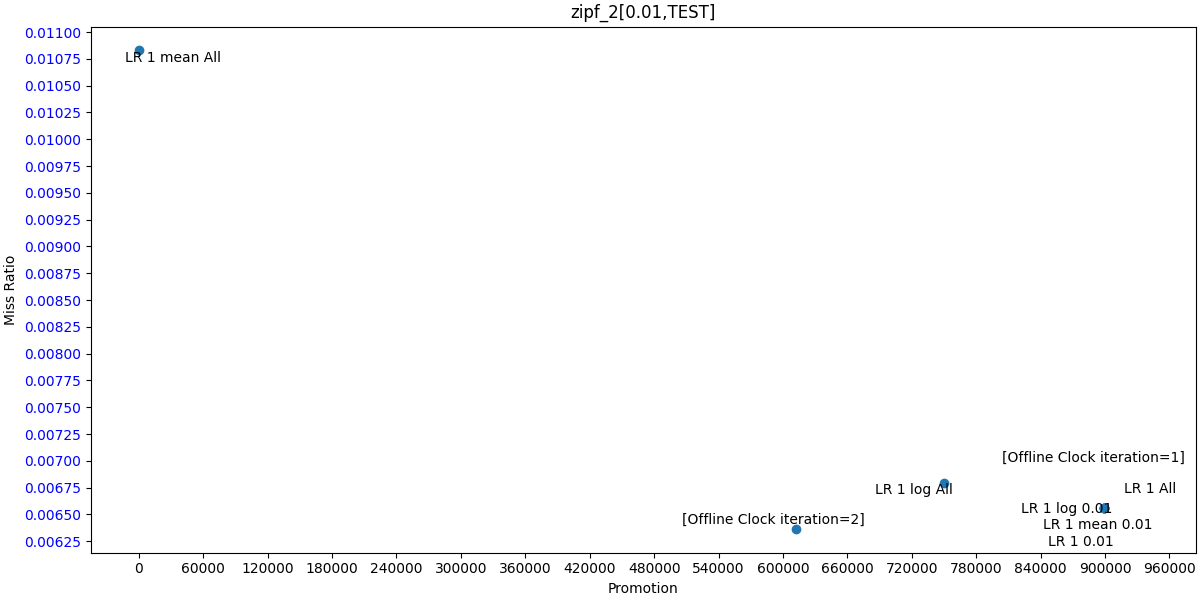 zipf_2[0.01,TEST]
0.01100
0.01075
0.01050
0.01025
0.01000
0.00975
0.00950
0.00925
0.00900
0.00875
0.00850
0.00825
0.00800
0.00775
0.00750
0.00725
0.00700
0.00675
0.00650
0.00625
Miss Ratio
LR 1 mean All
[Offline Clock iteration=1]
LR 1 log All
LR 1 All
LR 1 log 0.01
[Offline Clock iteration=2]
LR 1 mean 0.01
LR 1 0.01
0 60000 120000 180000 240000 300000 360000 420000 480000 540000 600000 660000 720000 780000 840000 900000 960000
Promotion